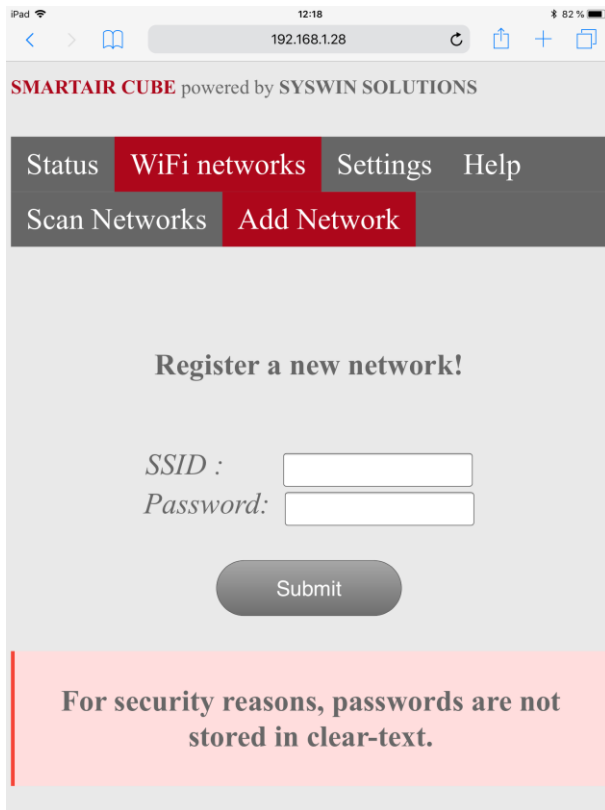 iPad 12:18 82 %
192.168.1.28
SMARTAIR CUBE powered by SYSWIN SOLUTIONS
Status WiFi networks Settings Help
Scan Networks Add Network
Register a new network!
SSID :
Password:
Submit
For security reasons, passwords are not
stored in clear-text.